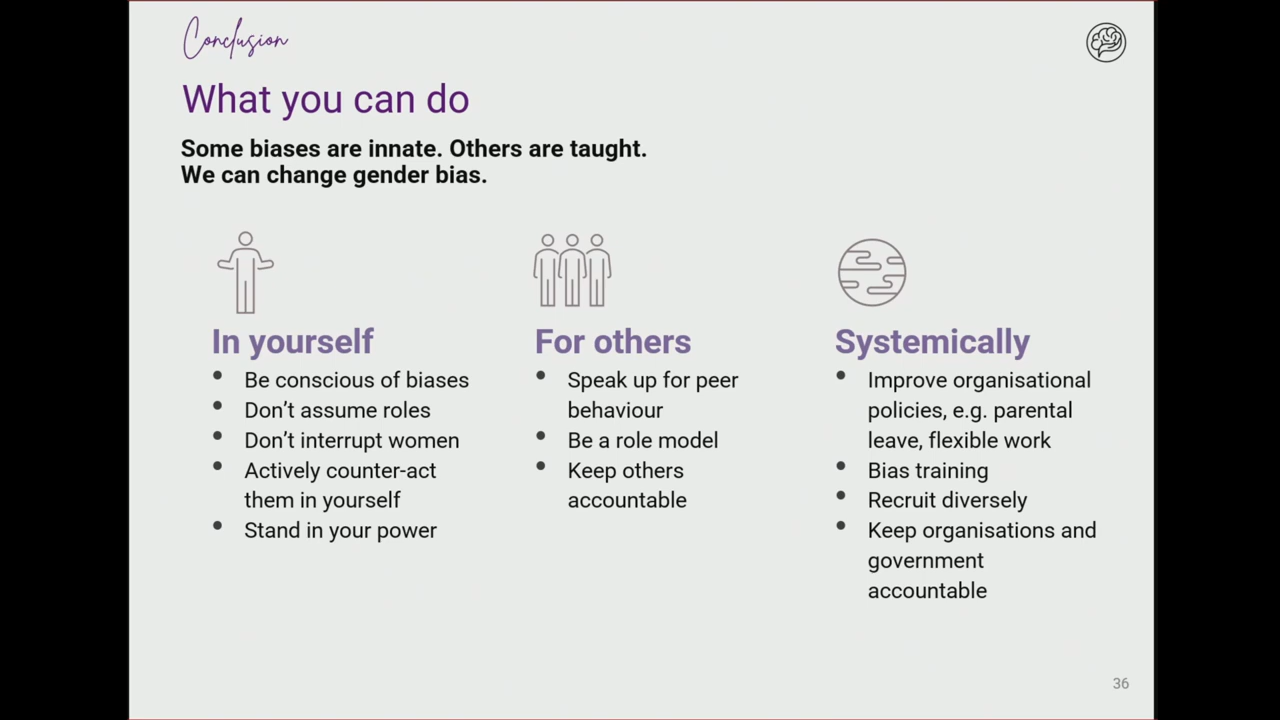 Conclusion
What you can do
Some biases are innate. Others are taught.
We can change gender bias.
In yourself
• Be conscious of biases
• Don’t assume roles
• Don’t interrupt women
• Actively counter-act
them in yourself
• Stand in your power
For others
• Speak up for peer
behaviour
• Be a role model
• Keep others
accountable
Systemically
• Improve organisational
policies, e.g. parental
leave, flexible work
• Bias training
• Recruit diversely
• Keep organisations and
government
accountable
36